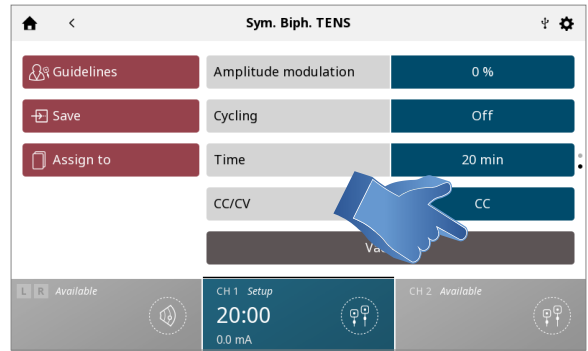 Sym. Biph. TENS
Guidelines
Amplitude modulation
0 %
Save
Cycling
Off
Assign to
Time
20 min
CC/CV
CC
L R Available
CH 1 Setup
20:00
0.0 mA
CH 2 Available